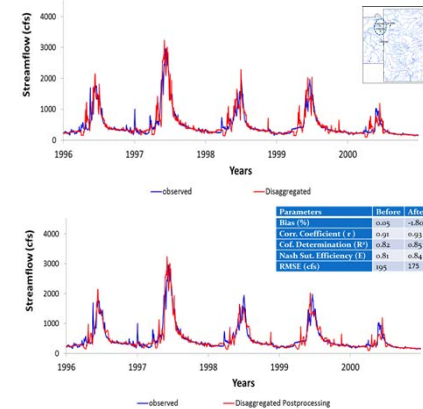 Streamflow (cfs)
4000
3000
2000
1000
0
1996 1997 1998 1999 2000
Years
observed Disaggregated
Parameters Before After
Bias (%) 0.05 -1.80
Corr. Coefficient ( r ) 0.91 0.93
Cof. Determination (R²) 0.82 0.85
Nash Sut. Efficiency (E) 0.81 0.84
RMSE (cfs) 195 175
Streamflow (cfs)
4000
3000
2000
1000
0
1996 1997 1998 1999 2000
Years
observed Disaggregated Postprocessing